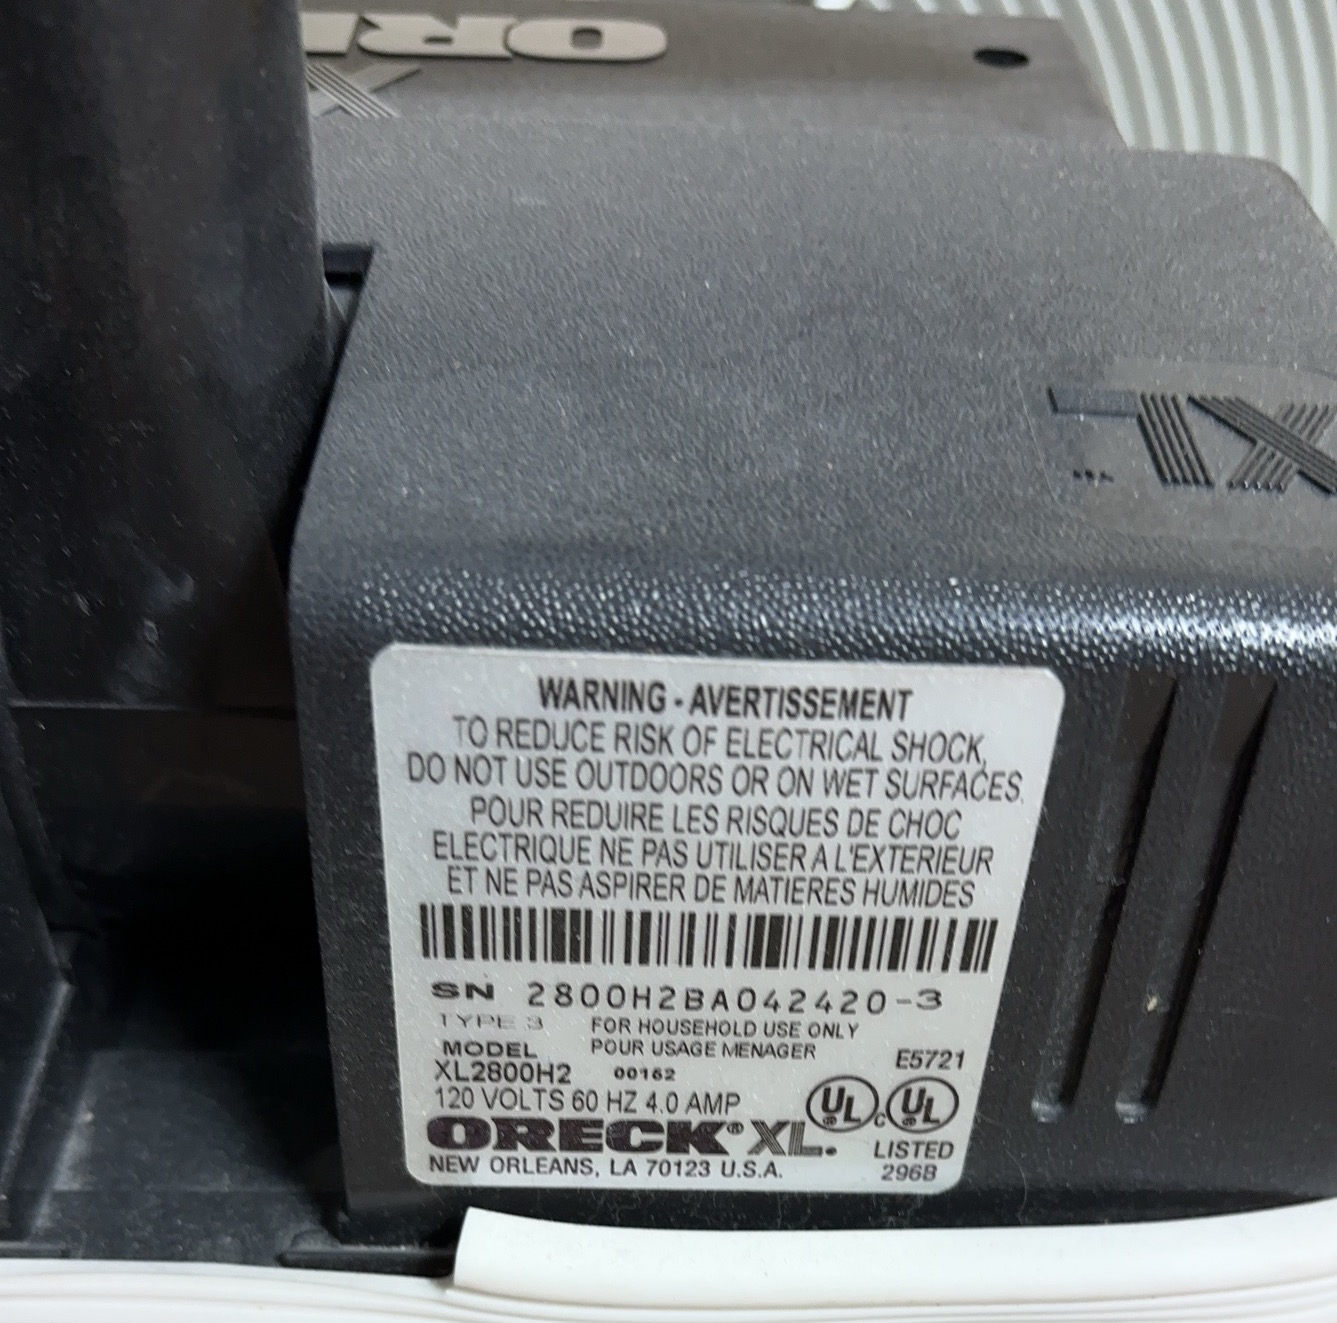 OR
XL
WARNING - AVERTISSEMENT
TO REDUCE RISK OF ELECTRICAL SHOCK,
DO NOT USE OUTDOORS OR ON WET SURFACES.
POUR REDUIRE LES RISQUES DE CHOC
ELECTRIQUE NE PAS UTILISER A L'EXTERIEUR
ET NE PAS ASPIRER DE MATIERES HUMIDES
SN 2800H2BA042420-3
TYPE 3 FOR HOUSEHOLD USE ONLY
MODEL POUR USAGE MENAGER E5721
XL2800H2 00162
120 VOLTS 60 HZ 4.0 AMP UL® c UL®
ORECK® XL.
LISTED
NEW ORLEANS, LA 70123 U.S.A. 296B